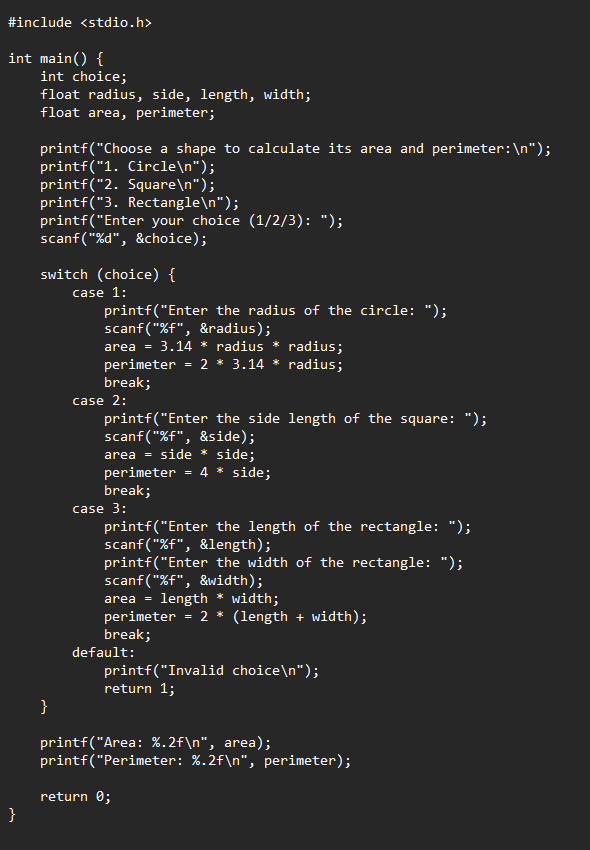 #include <stdio.h>

int main() {
    int choice;
    float radius, side, length, width;
    float area, perimeter;

    printf("Choose a shape to calculate its area and perimeter:\n");
    printf("1. Circle\n");
    printf("2. Square\n");
    printf("3. Rectangle\n");
    printf("Enter your choice (1/2/3): ");
    scanf("%d", &choice);

    switch (choice) {
        case 1:
            printf("Enter the radius of the circle: ");
            scanf("%f", &radius);
            area = 3.14 * radius * radius;
            perimeter = 2 * 3.14 * radius;
            break;
        case 2:
            printf("Enter the side length of the square: ");
            scanf("%f", &side);
            area = side * side;
            perimeter = 4 * side;
            break;
        case 3:
            printf("Enter the length of the rectangle: ");
            scanf("%f", &length);
            printf("Enter the width of the rectangle: ");
            scanf("%f", &width);
            area = length * width;
            perimeter = 2 * (length + width);
            break;
        default:
            printf("Invalid choice\n");
            return 1;
    }

    printf("Area: %.2f\n", area);
    printf("Perimeter: %.2f\n", perimeter);

    return 0;
}